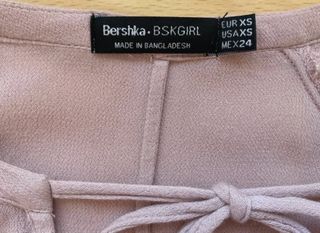 Bershka · BSKGIRL
MADE IN BANGLADESH
EUR XS
USA XS
MEX 24